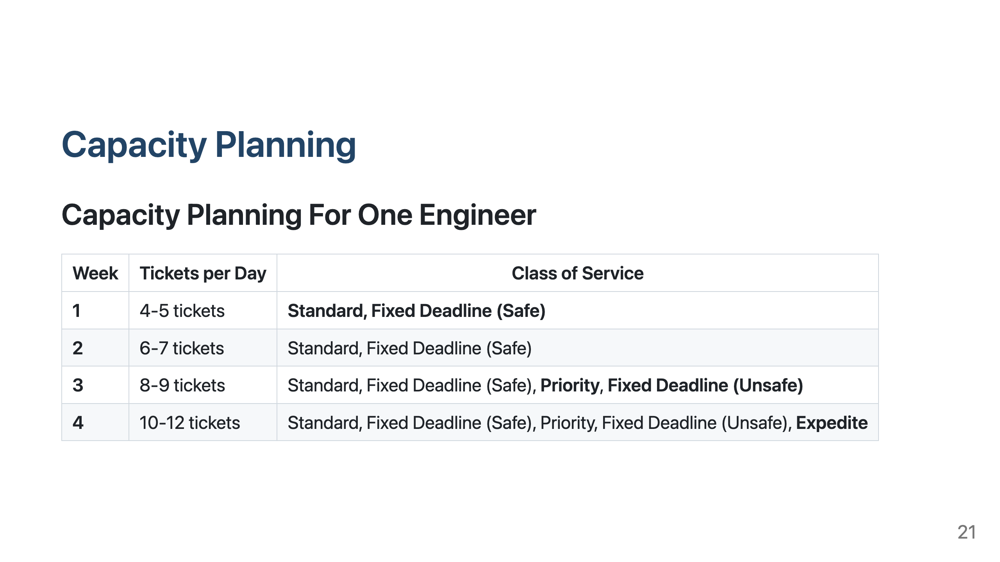 Capacity Planning
Capacity Planning For One Engineer
Week Tickets per Day Class of Service
1 4-5 tickets Standard, Fixed Deadline (Safe)
2 6-7 tickets Standard, Fixed Deadline (Safe)
3 8-9 tickets Standard, Fixed Deadline (Safe), Priority, Fixed Deadline (Unsafe)
4 10-12 tickets Standard, Fixed Deadline (Safe), Priority, Fixed Deadline (Unsafe), Expedite
21